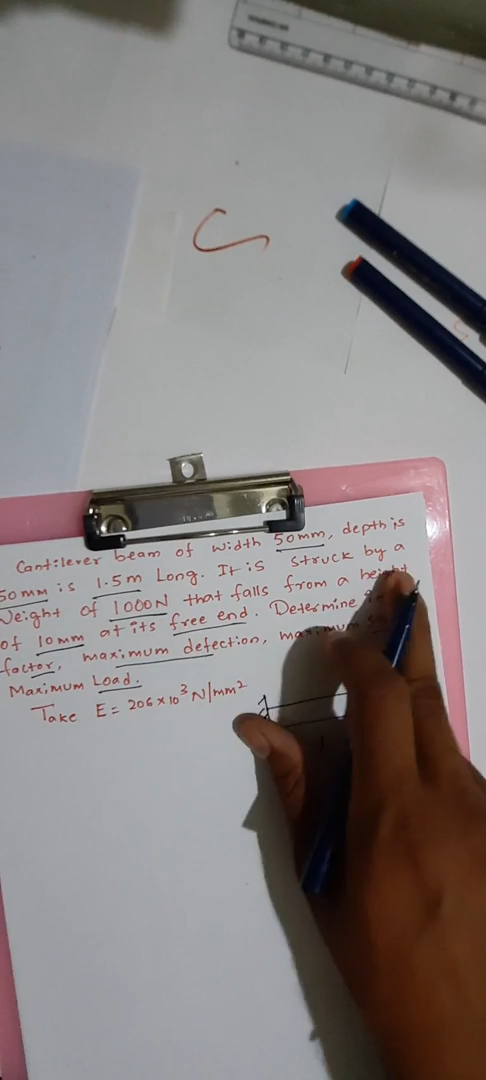 Cantilever beam of width 50mm, depth is
50mm is 1.5m Long. It is struck by a
Weight of 1000N that falls from a height
of 10mm at its free end. Determine
factor, maximum defection, maximum
Maximum Load.
Take E= 206×10³ N/mm²